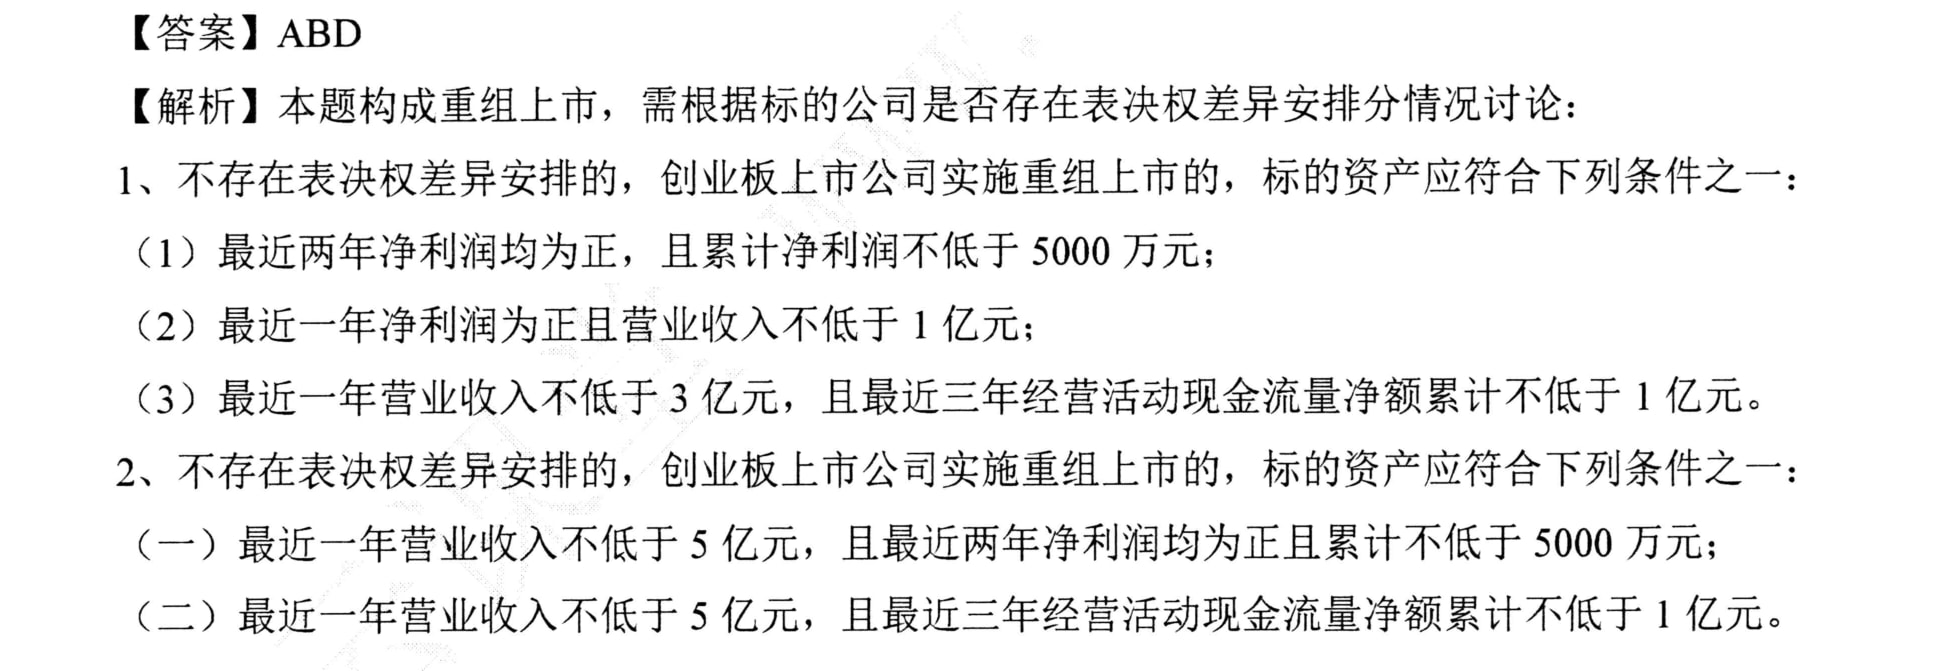 【答案】ABD
【解析】本题构成重组上市，需根据标的公司是否存在表决权差异安排分情况讨论：
1、不存在表决权差异安排的，创业板上市公司实施重组上市的，标的资产应符合下列条件之一：
（1）最近两年净利润均为正，且累计净利润不低于 5000 万元；
（2）最近一年净利润为正且营业收入不低于 1 亿元；
（3）最近一年营业收入不低于 3 亿元，且最近三年经营活动现金流量净额累计不低于 1 亿元。
2、不存在表决权差异安排的，创业板上市公司实施重组上市的，标的资产应符合下列条件之一：
（一）最近一年营业收入不低于 5 亿元，且最近两年净利润均为正且累计不低于 5000 万元；
（二）最近一年营业收入不低于 5 亿元，且最近三年经营活动现金流量净额累计不低于 1 亿元。